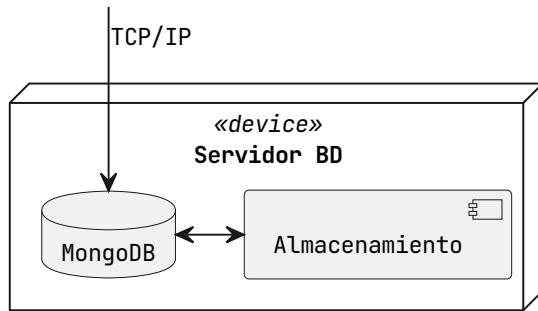 TCP/IP
«device»
Servidor BD
MongoDB
Almacenamiento